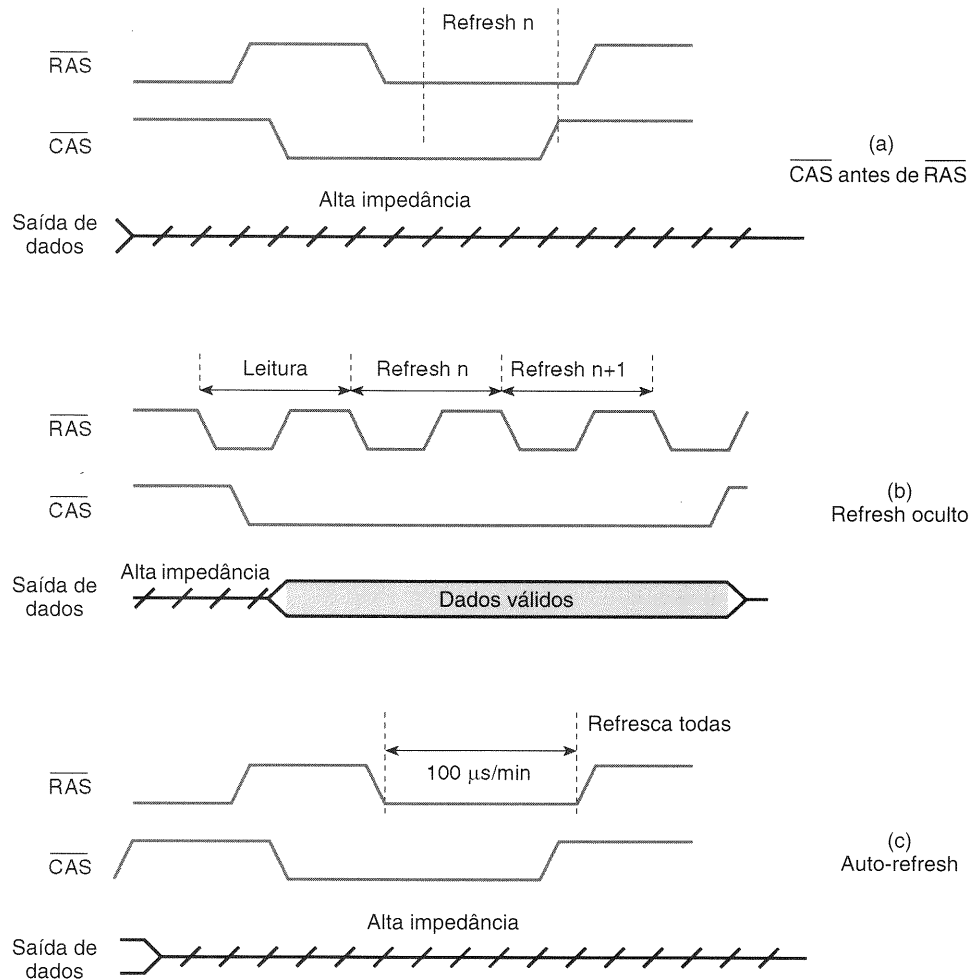 Refresh n
RAS
CAS
(a)
CAS antes de RAS
Alta impedância
Saída de
dados
Leitura
Refresh n
Refresh n+1
RAS
CAS
(b)
Refresh oculto
Alta impedância
Saída de
dados
Dados válidos
Refresca todas
100 μs/min
RAS
CAS
(c)
Auto-refresh
Alta impedância
Saída de
dados